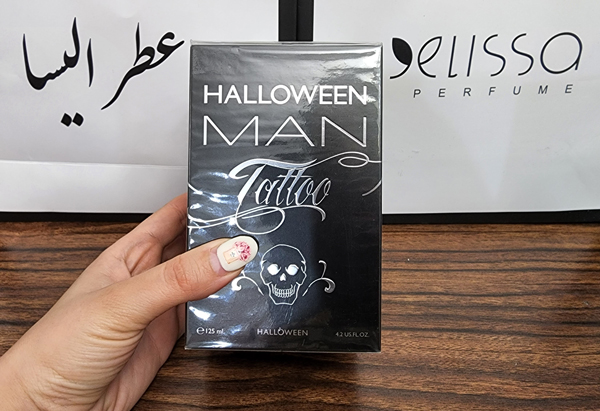 عطر اليسا
elissa
PERFUME
HALLOWEEN
MAN
Tattoo
℮125 ml
HALLOWEEN
4.2 US.FL.OZ.